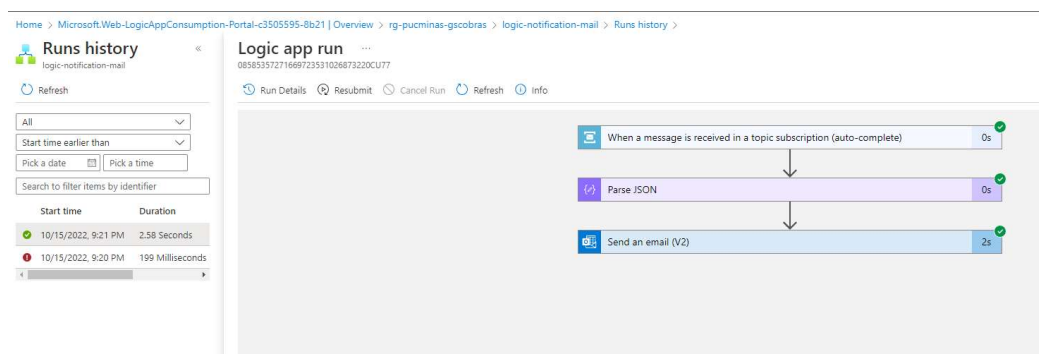 Home > Microsoft.Web-LogicAppConsumption-Portal-c3505595-8b21 | Overview > rg-pucminas-gscobras > logic-notification-mail > Runs history >
Runs history «
logic-notification-mail
Refresh
All
Start time earlier than
Pick a date Pick a time
Search to filter items by identifier
Start time Duration
10/15/2022, 9:21 PM 2.58 Seconds
10/15/2022, 9:20 PM 199 Milliseconds
Logic app run ...
08585357271669723531026873220CU77
Run Details Resubmit Cancel Run Refresh Info
When a message is received in a topic subscription (auto-complete) 0s
Parse JSON 0s
Send an email (V2) 2s